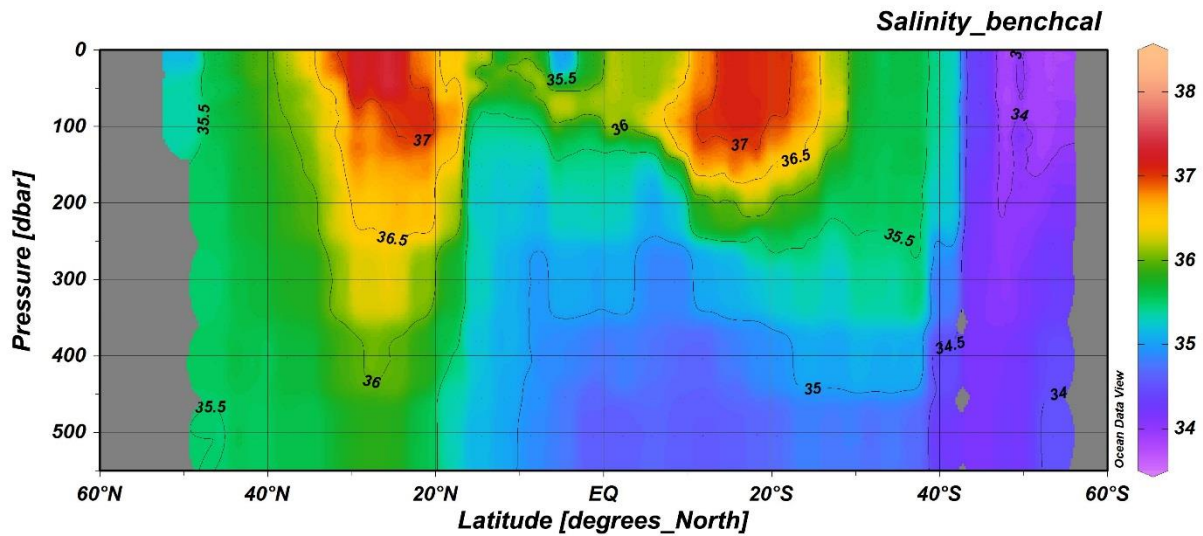 Salinity_benchcal
0
100
200
300
400
500
Pressure [dbar]
35.5
37
36.5
36
35.5
35.5
36
37
36.5
35.5
35
34.5
34
34
Ocean Data View
38
37
36
35
34
60°N
40°N
20°N
EQ
20°S
40°S
60°S
Latitude [degrees_North]